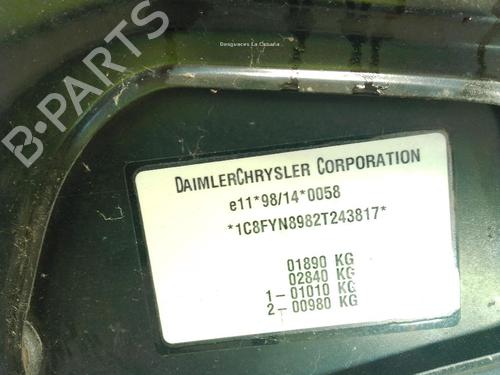 Desguaces La Cabaña
B-PARTS
DAIMLERCHRYSLER CORPORATION
e11*98/14*0058
*1C8FYN8982T243817*
01890 KG
02840 KG
1-01010 KG
2-00980 KG